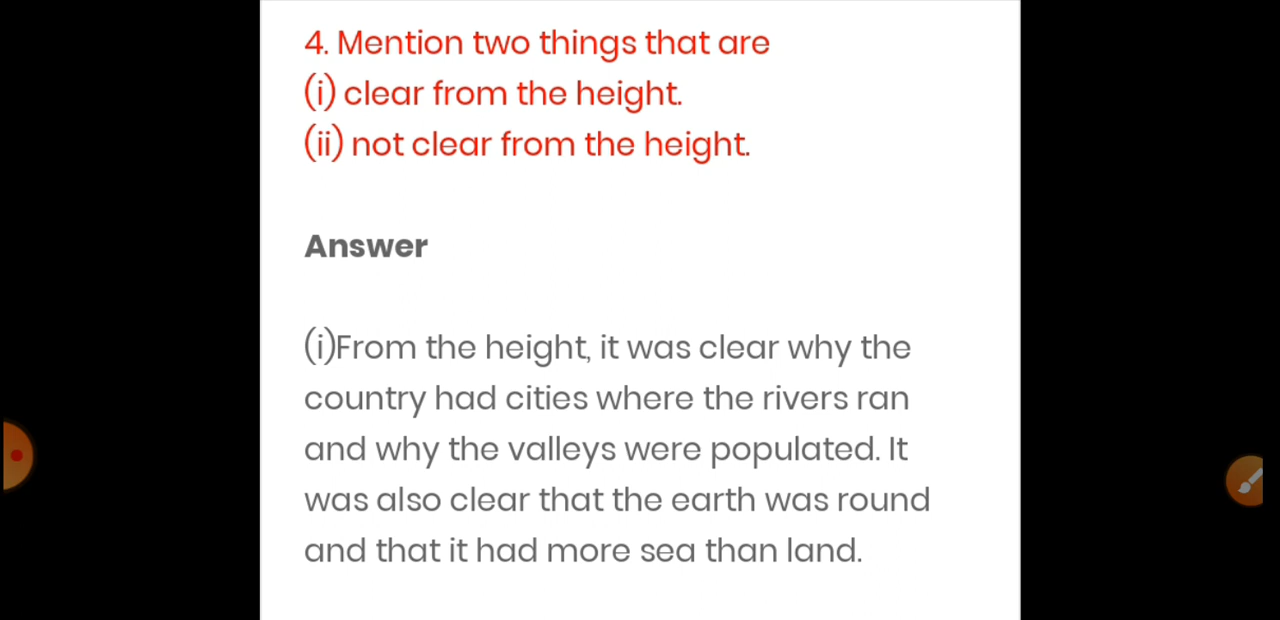 4. Mention two things that are
(i) clear from the height.
(ii) not clear from the height.
Answer
(i)From the height, it was clear why the
country had cities where the rivers ran
and why the valleys were populated. It
was also clear that the earth was round
and that it had more sea than land.